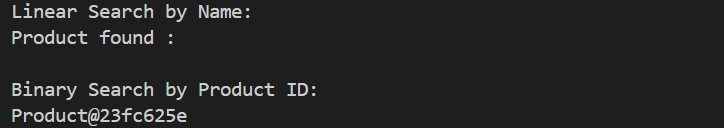 Linear Search by Name:
Product found :
Binary Search by Product ID:
Product@23fc625e